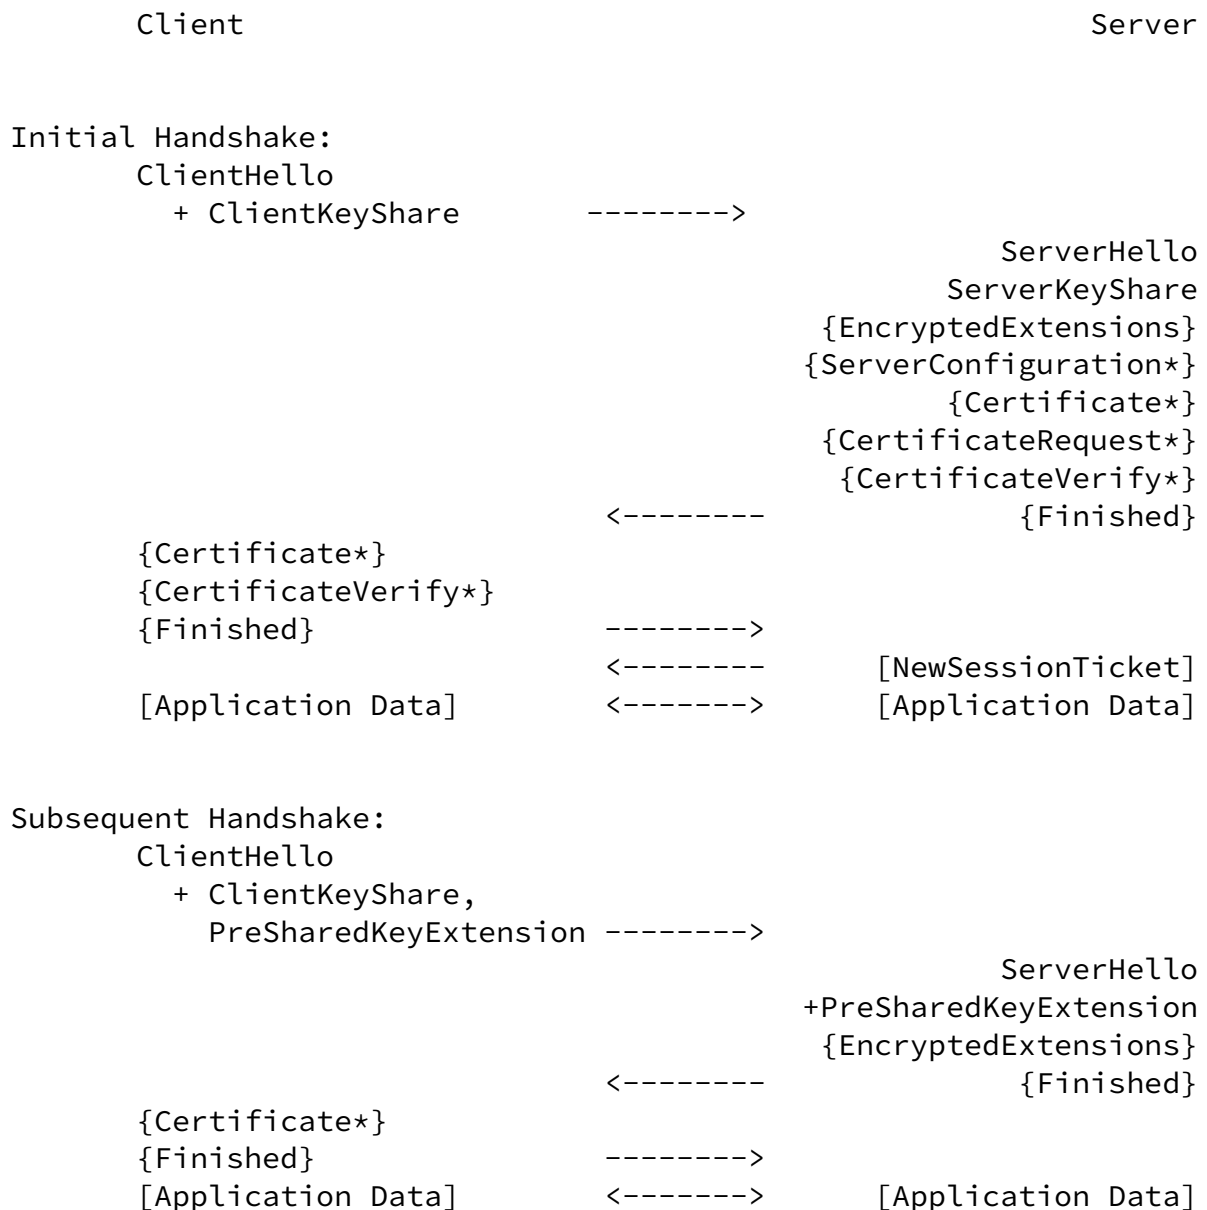 Client Server
Initial Handshake:
ClientHello
+ ClientKeyShare -------->
ServerHello
ServerKeyShare
{EncryptedExtensions}
{ServerConfiguration*}
{Certificate*}
{CertificateRequest*}
{CertificateVerify*}
<-------- {Finished}
{Certificate*}
{CertificateVerify*}
{Finished} -------->
<-------- [NewSessionTicket]
[Application Data] <-------> [Application Data]
Subsequent Handshake:
ClientHello
+ ClientKeyShare,
PreSharedKeyExtension -------->
ServerHello
+PreSharedKeyExtension
{EncryptedExtensions}
<-------- {Finished}
{Certificate*}
{Finished} -------->
[Application Data] <-------> [Application Data]